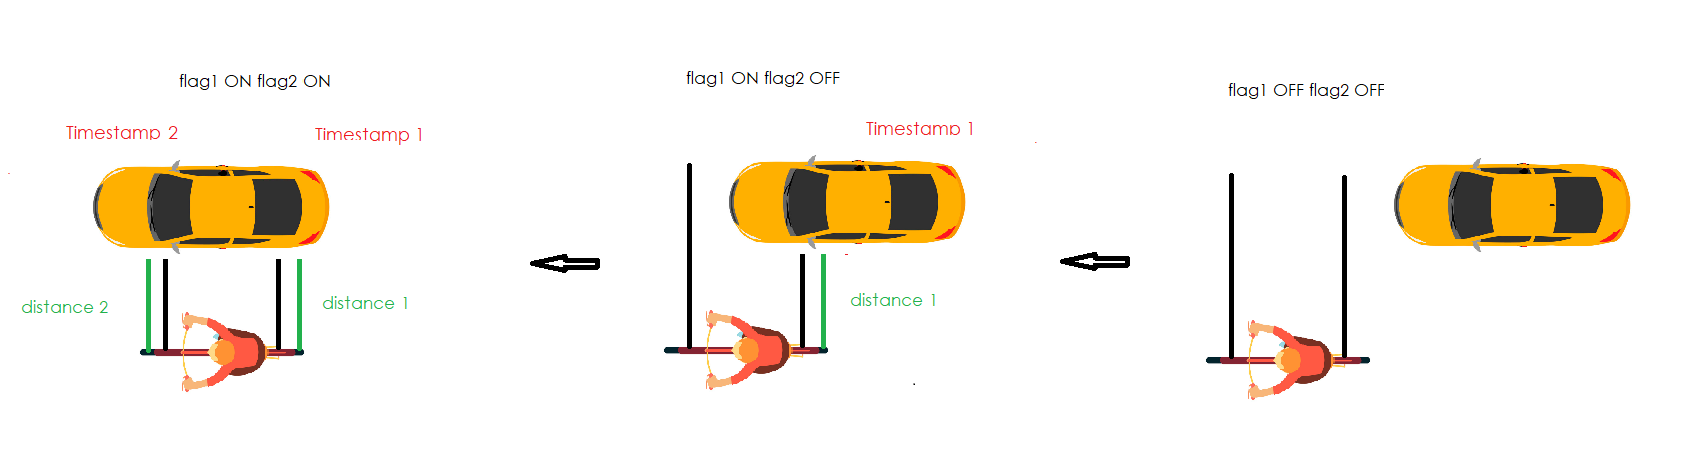 flag1 ON flag2 ON
Timestamp 2
Timestamp 1
distance 2
distance 1
flag1 ON flag2 OFF
Timestamp 1
distance 1
flag1 OFF flag2 OFF